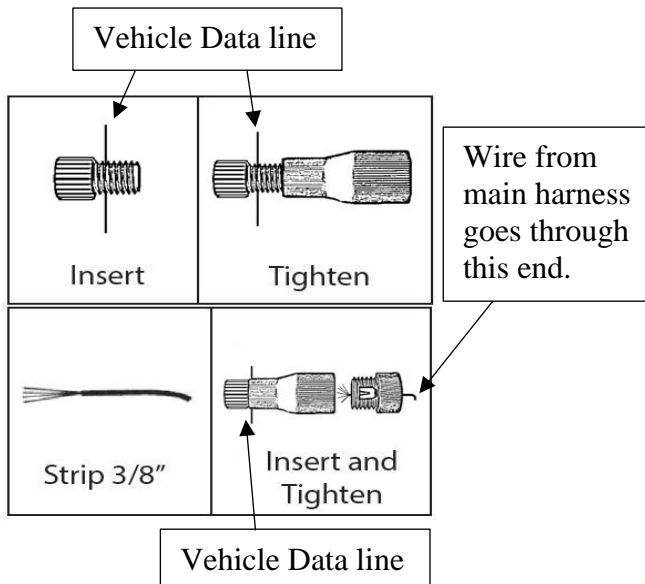 Vehicle Data line
Insert
Tighten
Wire from
main harness
goes through
this end.
Strip 3/8”
Insert and
Tighten
Vehicle Data line